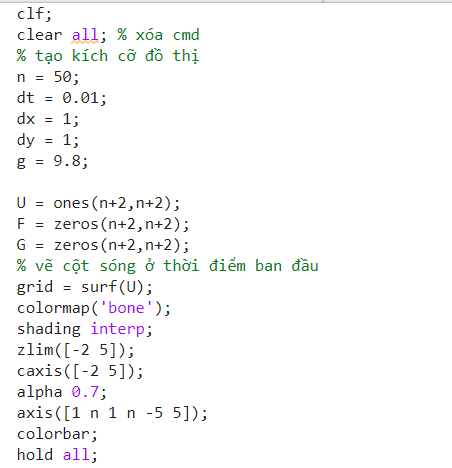 clf;
clear all; % xóa cmd
% tạo kích cỡ đồ thị
n = 50;
dt = 0.01;
dx = 1;
dy = 1;
g = 9.8;
U = ones(n+2,n+2);
F = zeros(n+2,n+2);
G = zeros(n+2,n+2);
% vẽ cột sóng ở thời điểm ban đầu
grid = surf(U);
colormap('bone');
shading interp;
zlim([-2 5]);
caxis([-2 5]);
alpha 0.7;
axis([1 n 1 n -5 5]);
colorbar;
hold all;